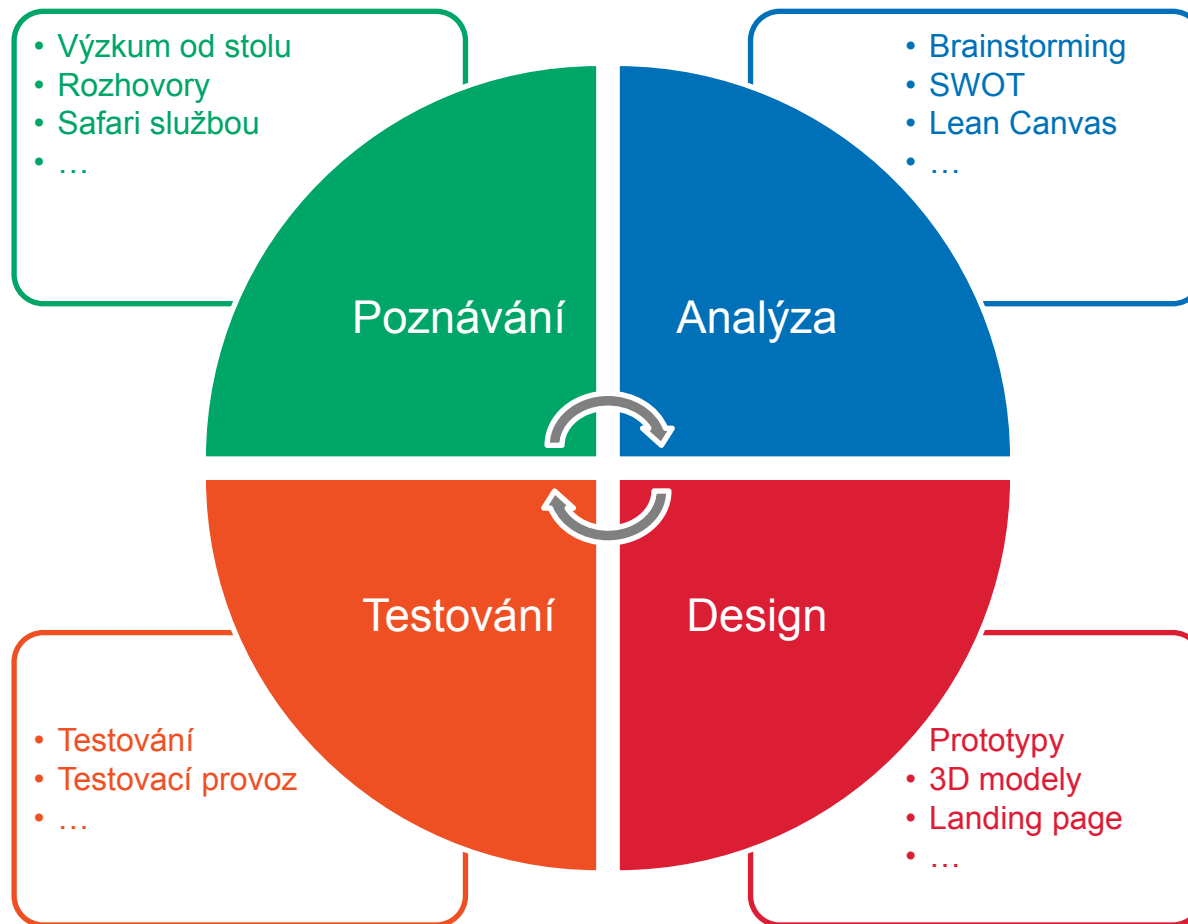 • Výzkum od stolu
• Rozhovory
• Safari službou
• …
• Brainstorming
• SWOT
• Lean Canvas
• …
Poznávání
Analýza
Testování
Design
• Testování
• Testovací provoz
• …
Prototypy
• 3D modely
• Landing page
• …